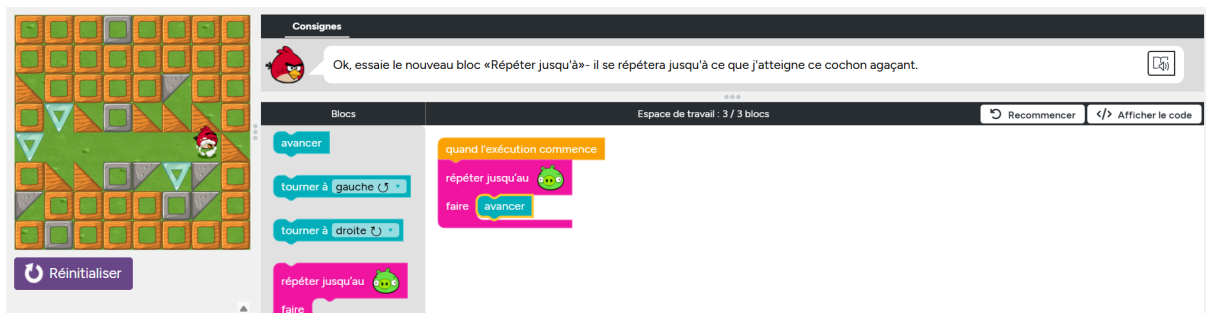 Consignes
Ok, essaie le nouveau bloc «Répéter jusqu'à»- il se répétera jusqu'à ce que j'atteigne ce cochon agaçant.
Blocs
Espace de travail : 3 / 3 blocs
Recommencer
</> Afficher le code
avancer
tourner à gauche
tourner à droite
répéter jusqu'au
faire
quand l'exécution commence
répéter jusqu'au
faire avancer
Réinitialiser